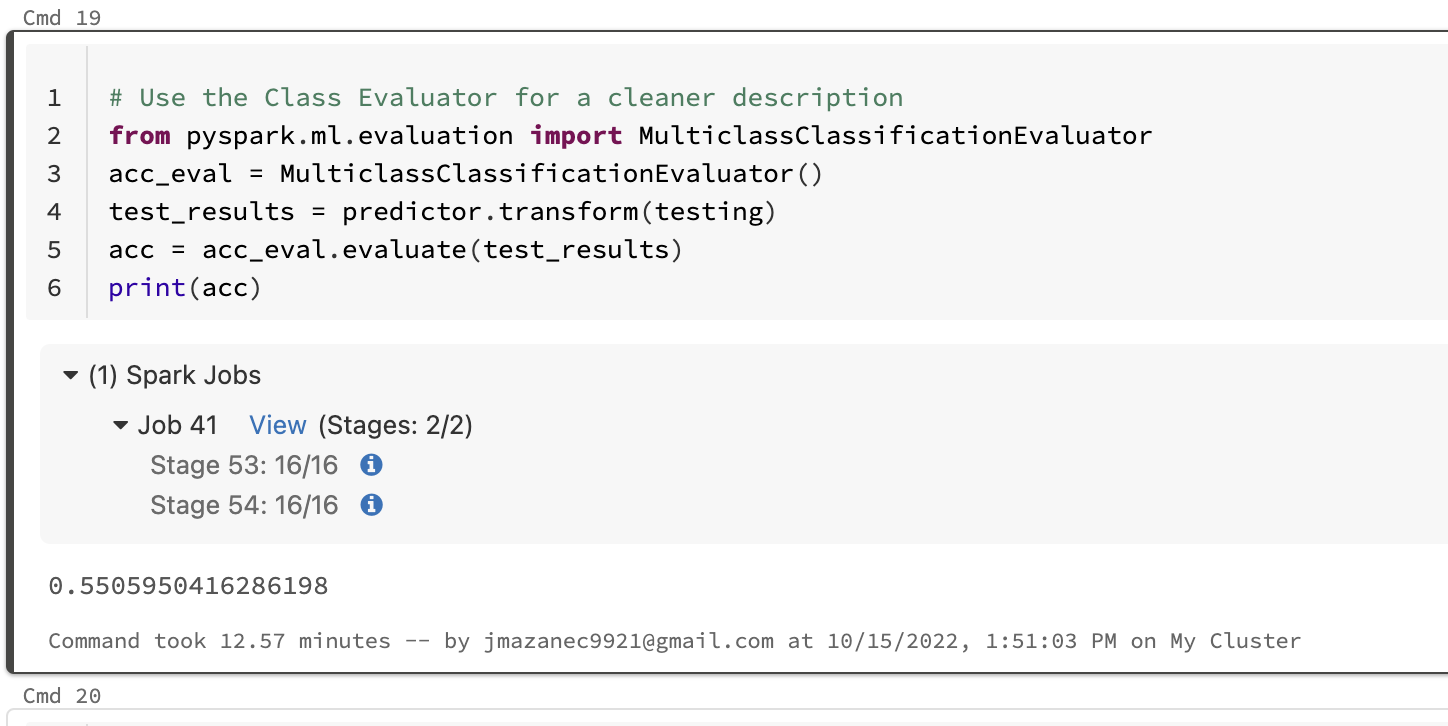 Cmd 19
1 # Use the Class Evaluator for a cleaner description
2 from pyspark.ml.evaluation import MulticlassClassificationEvaluator
3 acc_eval = MulticlassClassificationEvaluator()
4 test_results = predictor.transform(testing)
5 acc = acc_eval.evaluate(test_results)
6 print(acc)
(1) Spark Jobs
Job 41 View (Stages: 2/2)
Stage 53: 16/16
Stage 54: 16/16
0.5505950416286198
Command took 12.57 minutes -- by jmazanec9921@gmail.com at 10/15/2022, 1:51:03 PM on My Cluster
Cmd 20